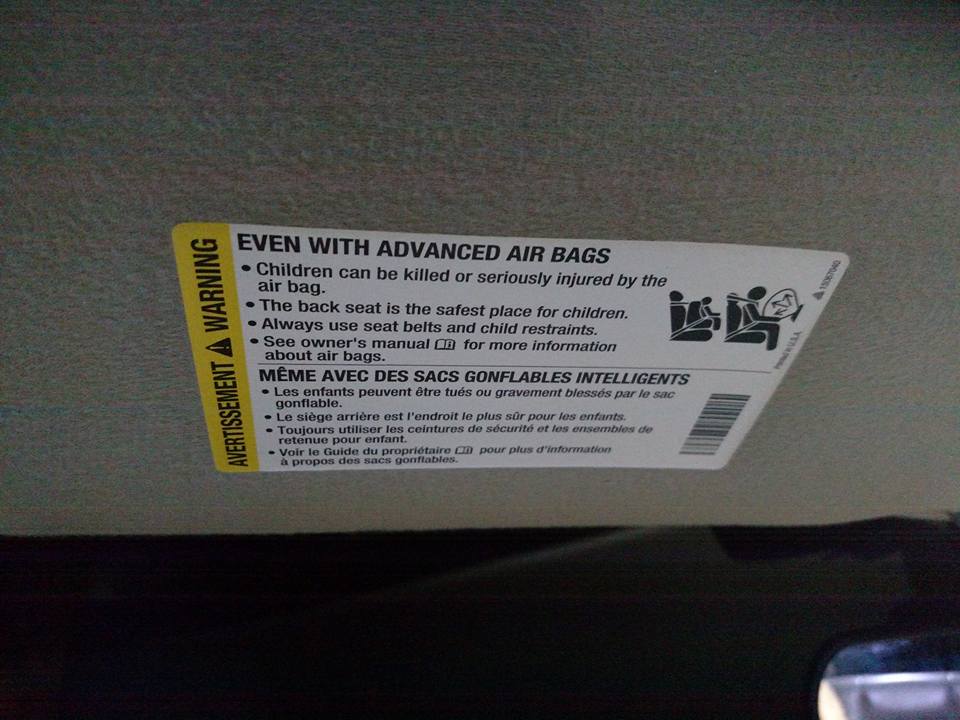 AVERTISSEMENT ⚠ WARNING
EVEN WITH ADVANCED AIR BAGS
• Children can be killed or seriously injured by the
air bag.
• The back seat is the safest place for children.
• Always use seat belts and child restraints.
• See owner's manual for more information
about air bags.
MÊME AVEC DES SACS GONFLABLES INTELLIGENTS
• Les enfants peuvent être tués ou gravement blessés par le sac
gonflable.
• Le siège arrière est l'endroit le plus sûr pour les enfants.
• Toujours utiliser les ceintures de sécurité et les ensembles de
retenue pour enfant.
• Voir le Guide du propriétaire pour plus d'information
à propos des sacs gonflables.
Printed in U.S.A.